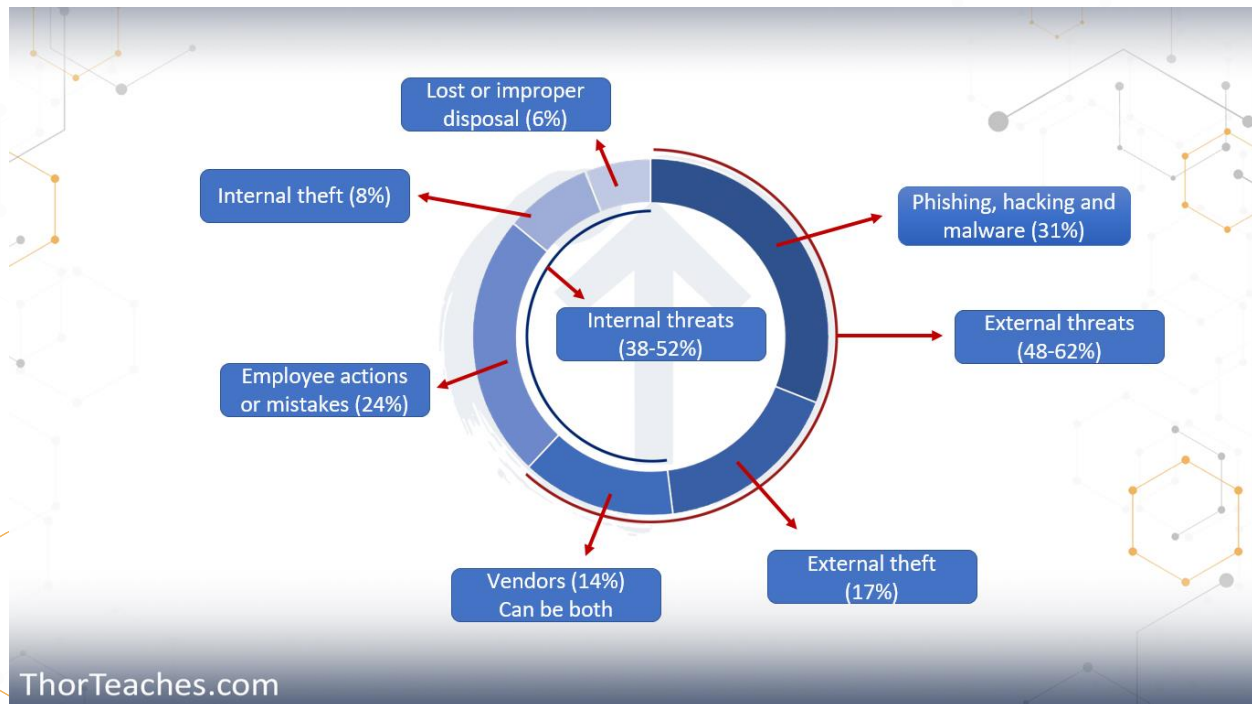 Lost or improper
disposal (6%)
Internal theft (8%)
Phishing, hacking and
malware (31%)
Internal threats
(38-52%)
External threats
(48-62%)
Employee actions
or mistakes (24%)
External theft
(17%)
Vendors (14%)
Can be both
ThorTeaches.com